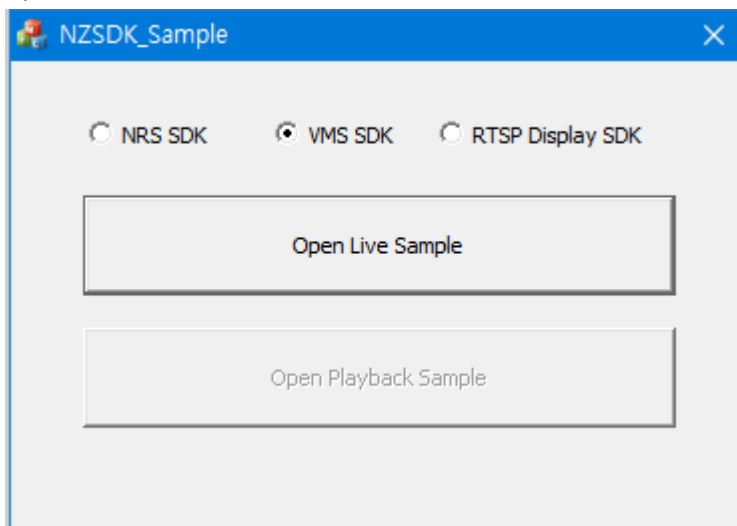 NZSDK_Sample
NRS SDK VMS SDK RTSP Display SDK
Open Live Sample
Open Playback Sample